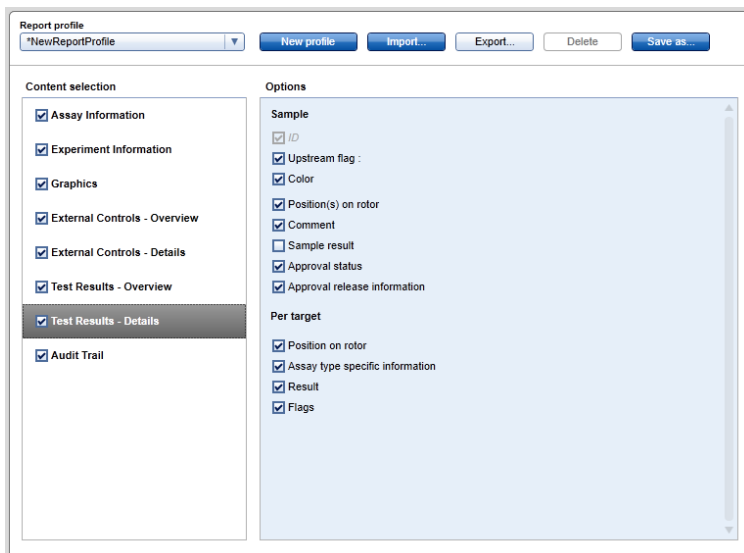 Report profile
*NewReportProfile New profile Import... Export... Delete Save as...
Content selection Options
Assay Information
Experiment Information
Graphics
External Controls - Overview
External Controls - Details
Test Results - Overview
Test Results - Details
Audit Trail
Sample
ID
Upstream flag :
Color
Position(s) on rotor
Comment
Sample result
Approval status
Approval release information
Per target
Position on rotor
Assay type specific information
Result
Flags